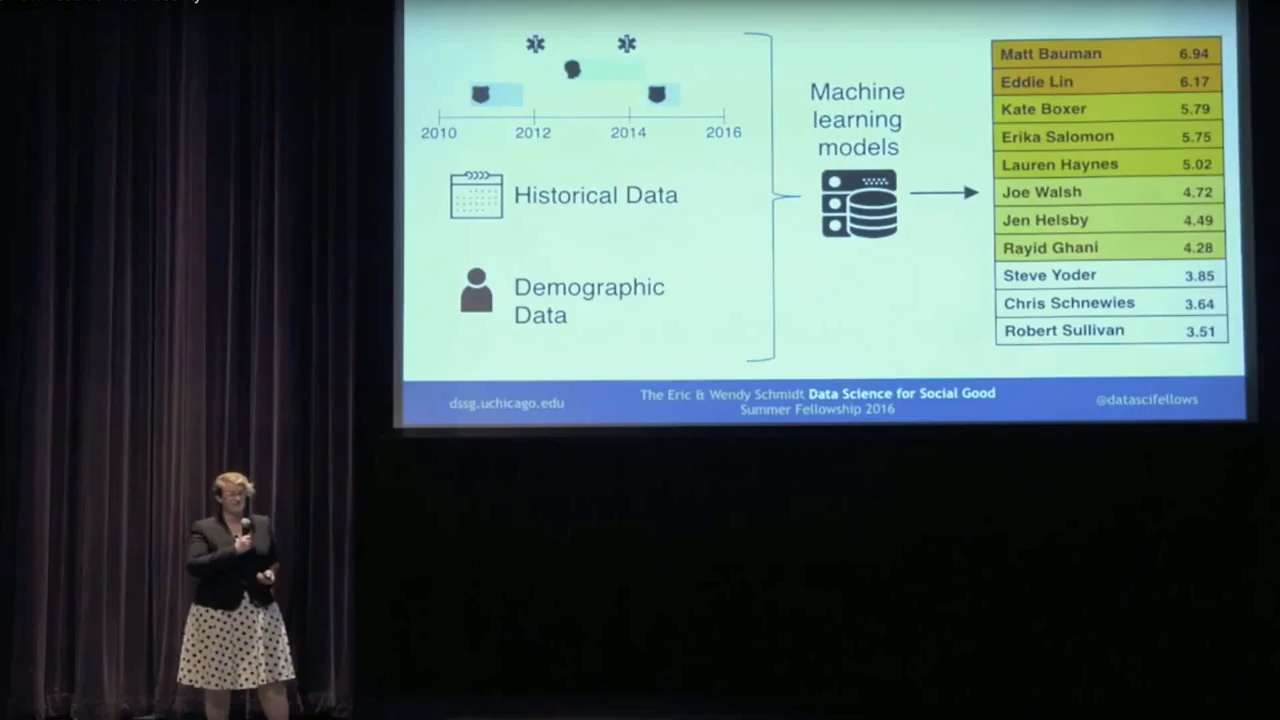 2010 2012 2014 2016
Historical Data
Demographic
Data
Machine
learning
models
Matt Bauman 6.94
Eddie Lin 6.17
Kate Boxer 5.79
Erika Salomon 5.75
Lauren Haynes 5.02
Joe Walsh 4.72
Jen Helsby 4.49
Rayid Ghani 4.28
Steve Yoder 3.85
Chris Schnewies 3.64
Robert Sullivan 3.51
dssg.uchicago.edu
The Eric & Wendy Schmidt Data Science for Social Good
Summer Fellowship 2016
@datascifellows